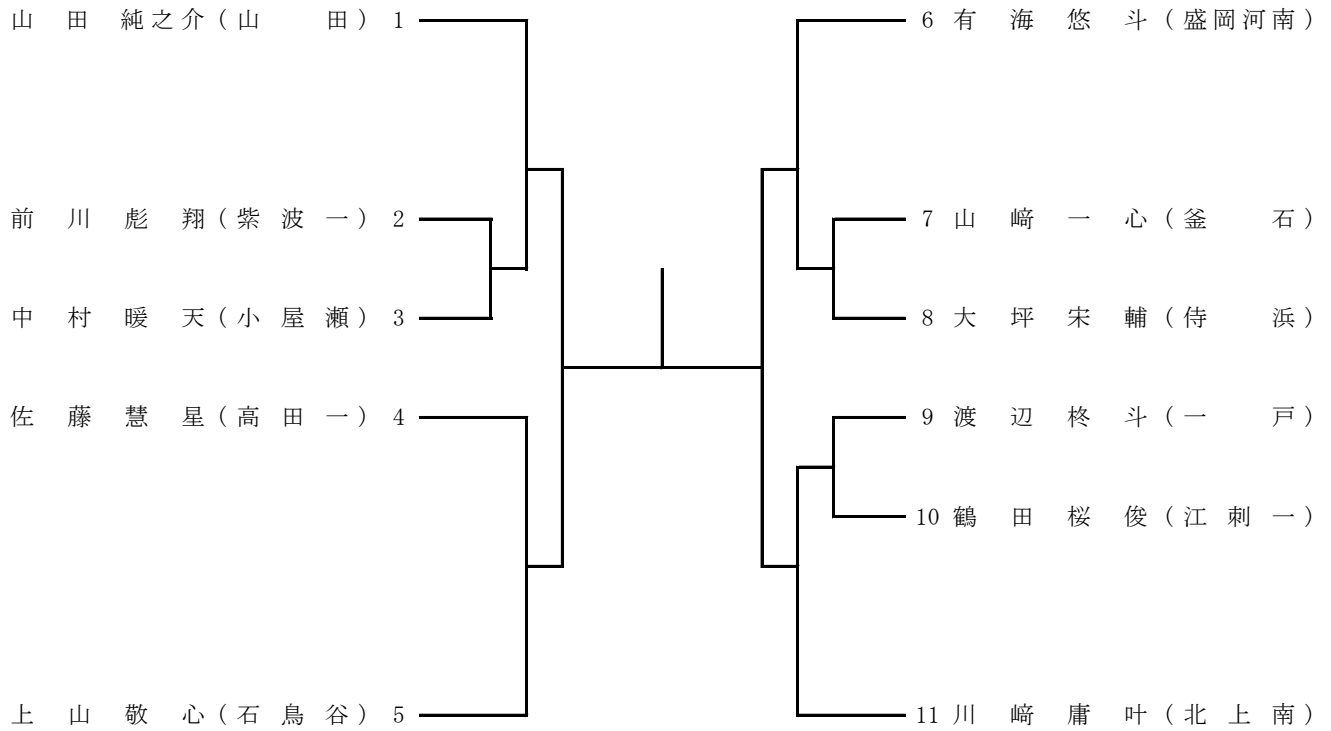 山田純之介(山田) 1
前川彪翔(紫波一) 2
中村暖天(小屋瀬) 3
佐藤慧星(高田一) 4
上山敬心(石鳥谷) 5
6 有海悠斗(盛岡河南)
7 山﨑一心(釜石)
8 大坪宋輔(侍浜)
9 渡辺柊斗(一戸)
10 鶴田桜俊(江刺一)
11 川﨑庸叶(北上南)